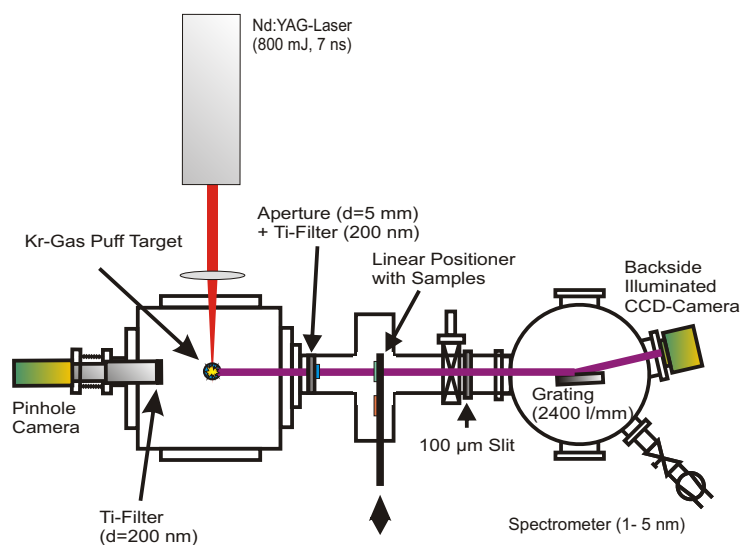 Nd:YAG-Laser
(800 mJ, 7 ns)
Aperture (d=5 mm)
+ Ti-Filter (200 nm)
Kr-Gas Puff Target
Linear Positioner
with Samples
Backside
Illuminated
CCD-Camera
Pinhole
Camera
Grating
(2400 l/mm)
100 µm Slit
Ti-Filter
(d=200 nm)
Spectrometer (1- 5 nm)